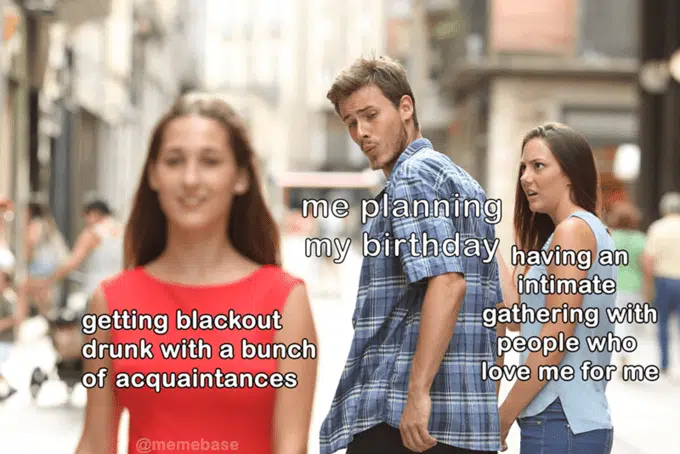 me planning
my birthday
having an
intimate
gathering with
people who
love me for me
getting blackout
drunk with a bunch
of acquaintances
@memebase